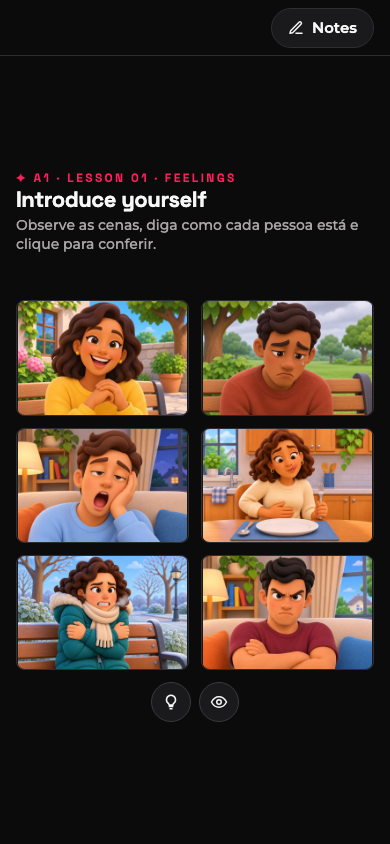 Notes
✦ A1 · LESSON 01 · FEELINGS
Introduce yourself
Observe as cenas, diga como cada pessoa está e
clique para conferir.